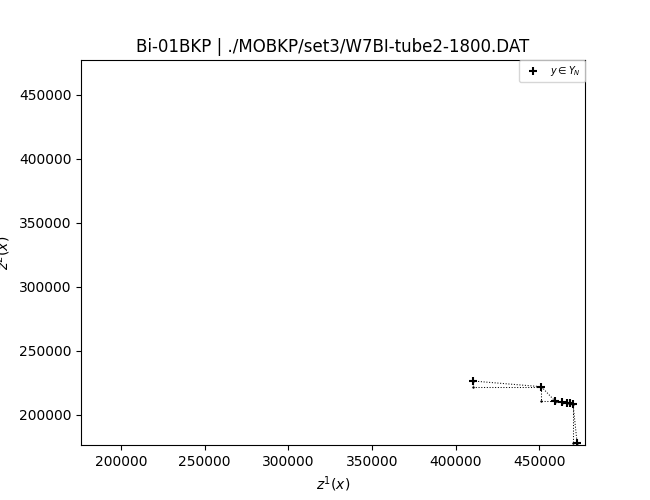 Bi-01BKP | ./MOBKP/set3/W7BI-tube2-1800.DAT
y ∈ Y_N
450000
400000
350000
300000
250000
200000
z²(x)
200000 250000 300000 350000 400000 450000
z¹(x)